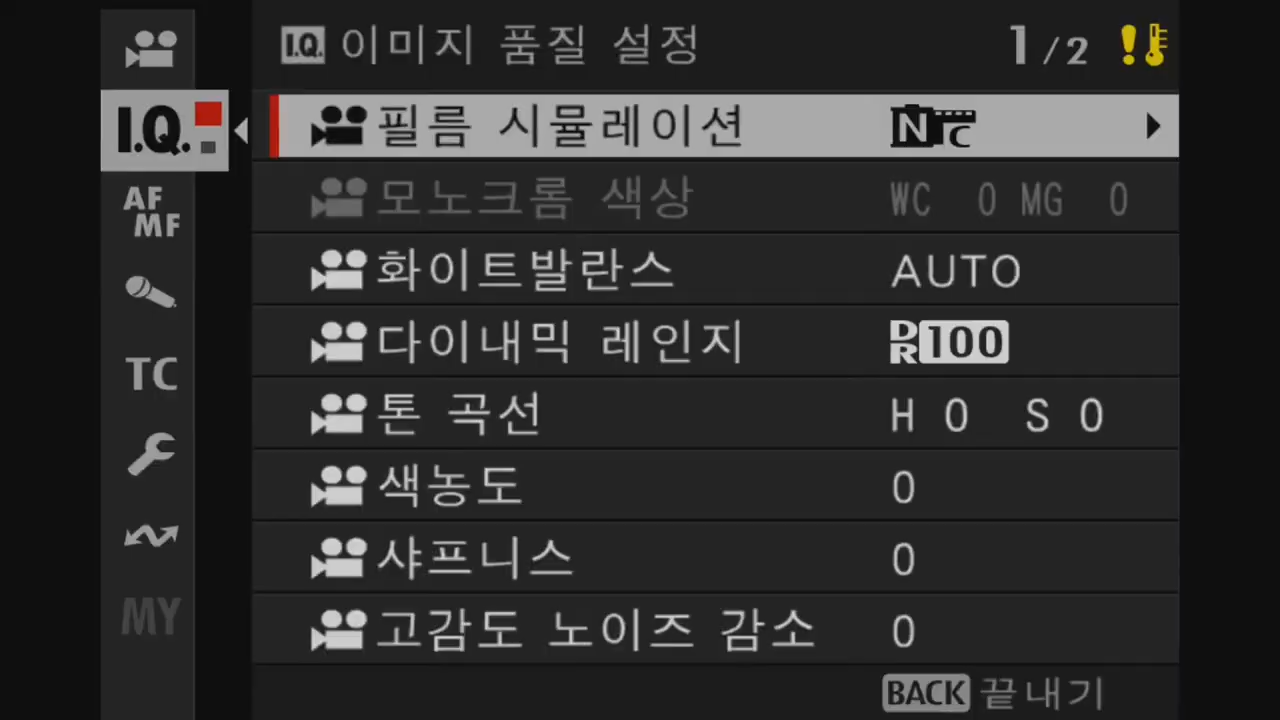 I.Q. 이미지 품질 설정 1/2
I.Q.
필름 시뮬레이션 N C
AF
MF
모노크롬 색상 WC 0 MG 0
화이트발란스 AUTO
다이내믹 레인지 DR100
TC
톤 곡선 H 0 S 0
색농도 0
샤프니스 0
MY
고감도 노이즈 감소 0
BACK 끝내기